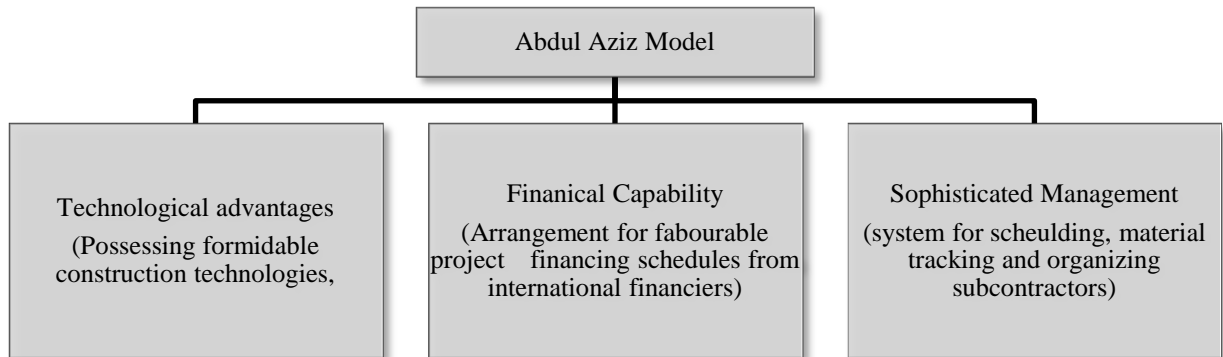 Abdul Aziz Model
Technological advantages
(Possessing formidable
construction technologies,
Finanical Capability
(Arrangement for fabourable
project financing schedules from
international financiers)
Sophisticated Management
(system for scheulding, material
tracking and organizing
subcontractors)